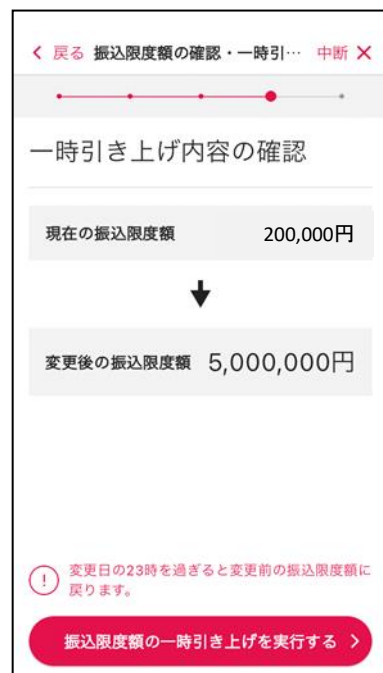 戻る 振込限度額の確認・一時引… 中断 ×
一時引き上げ内容の確認
現在の振込限度額 200,000円
変更後の振込限度額 5,000,000円
変更日の23時を過ぎると変更前の振込限度額に
戻ります。
振込限度額の一時引き上げを実行する